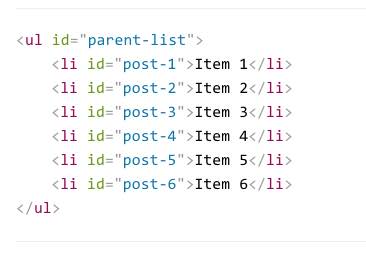 <ul id="parent-list">
    <li id="post-1">Item 1</li>
    <li id="post-2">Item 2</li>
    <li id="post-3">Item 3</li>
    <li id="post-4">Item 4</li>
    <li id="post-5">Item 5</li>
    <li id="post-6">Item 6</li>
</ul>